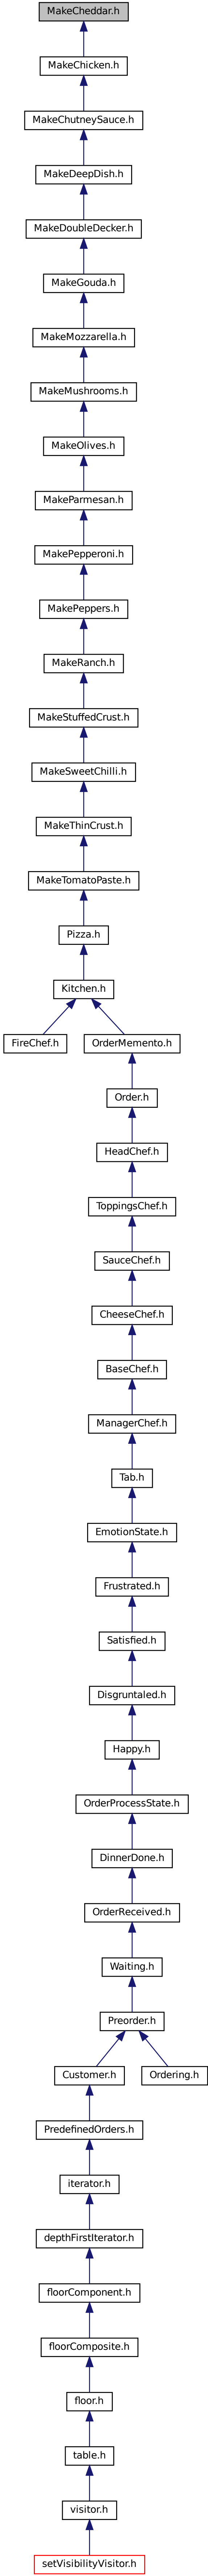 MakeCheddar.h
MakeChicken.h
MakeChutneySauce.h
MakeDeepDish.h
MakeDoubleDecker.h
MakeGouda.h
MakeMozzarella.h
MakeMushrooms.h
MakeOlives.h
MakeParmesan.h
MakePepperoni.h
MakePeppers.h
MakeRanch.h
MakeStuffedCrust.h
MakeSweetChilli.h
MakeThinCrust.h
MakeTomatoPaste.h
Pizza.h
Kitchen.h
FireChef.h
OrderMemento.h
Order.h
HeadChef.h
ToppingsChef.h
SauceChef.h
CheeseChef.h
BaseChef.h
ManagerChef.h
Tab.h
EmotionState.h
Frustrated.h
Satisfied.h
Disgruntaled.h
Happy.h
OrderProcessState.h
DinnerDone.h
OrderReceived.h
Waiting.h
Preorder.h
Customer.h
Ordering.h
PredefinedOrders.h
iterator.h
depthFirstIterator.h
floorComponent.h
floorComposite.h
floor.h
table.h
visitor.h
setVisibilityVisitor.h